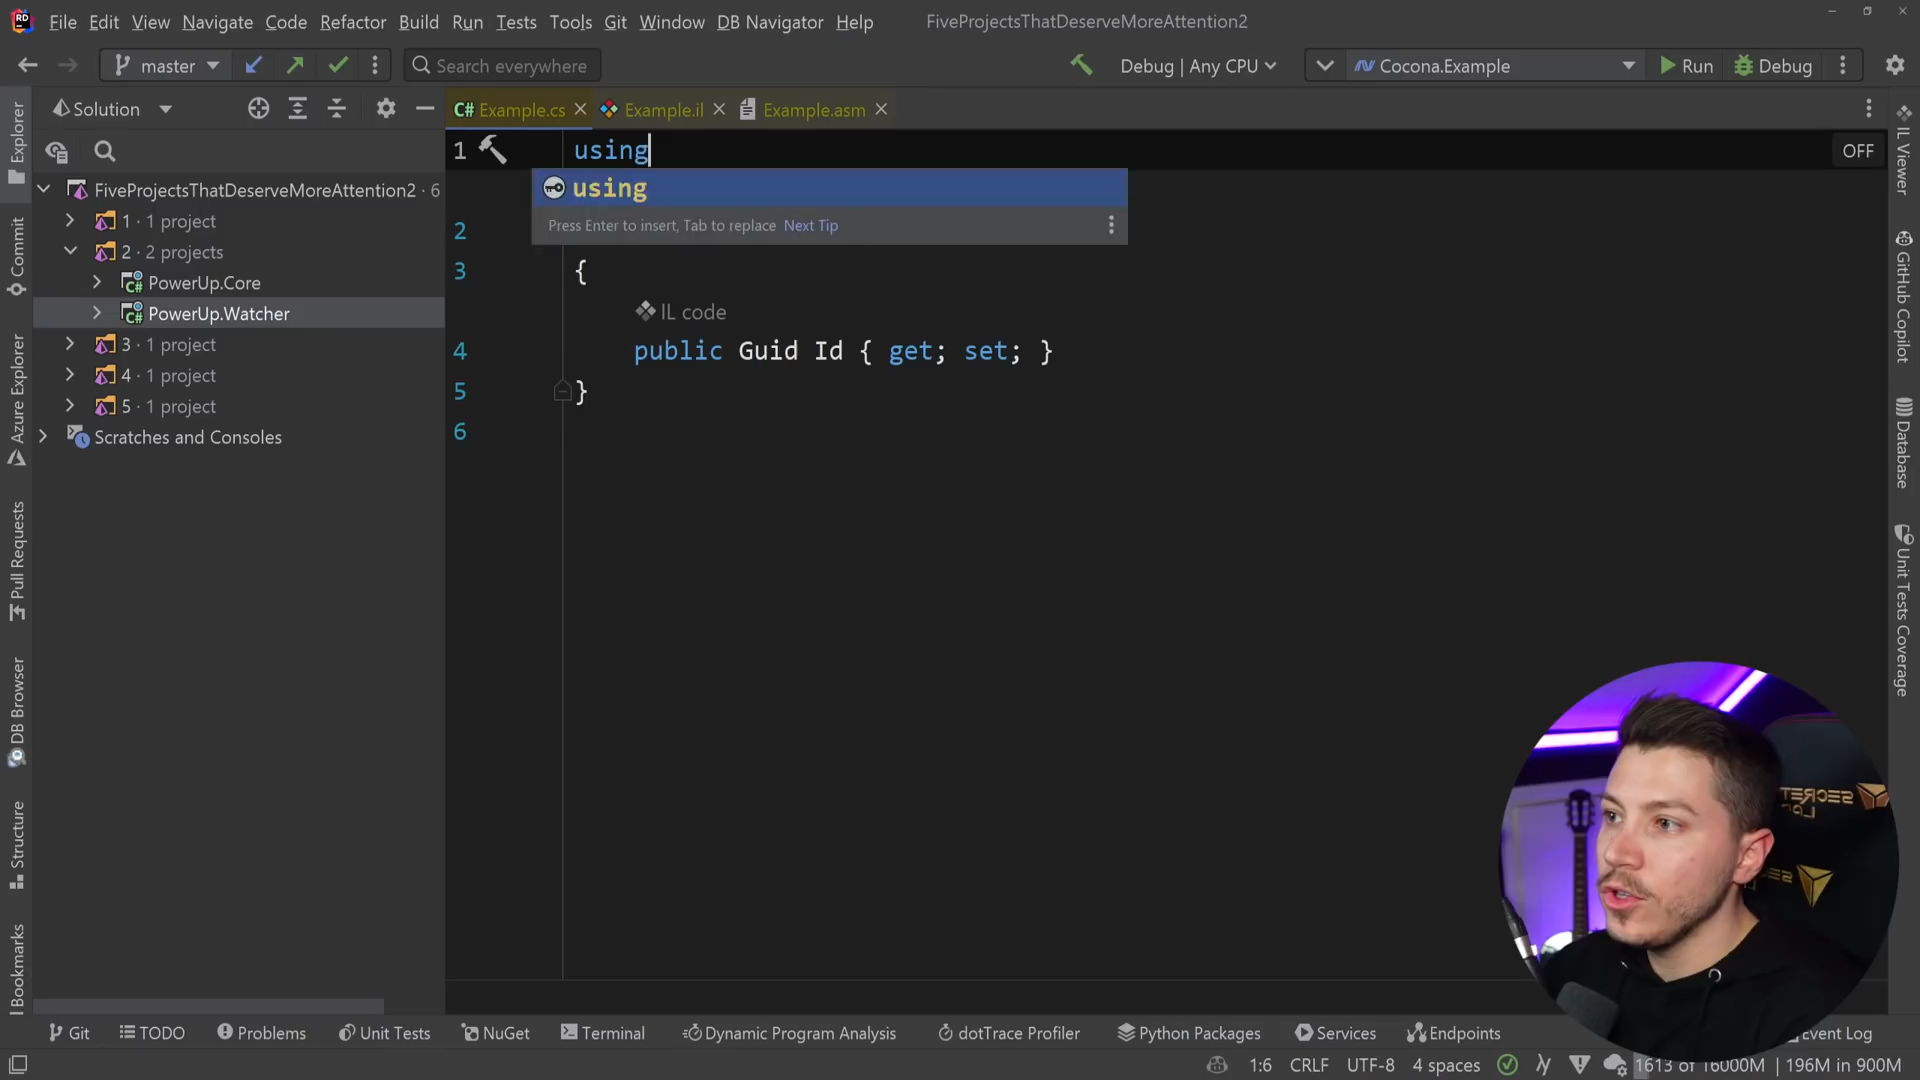 File Edit View Navigate Code Refactor Build Run Tests Tools Git Window DB Navigator Help FiveProjectsThatDeserveMoreAttention2
master Search everywhere Debug | Any CPU Cocona.Example Run Debug
Solution C# Example.cs Example.il Example.asm
1 using OFF
using
Press Enter to insert, Tab to replace Next Tip
FiveProjectsThatDeserveMoreAttention2 · 6
1 · 1 project
2 · 2 projects
PowerUp.Core
PowerUp.Watcher
3 · 1 project
4 · 1 project
5 · 1 project
Scratches and Consoles
2
3 {
IL code
4 public Guid Id { get; set; }
5 }
6
Explorer
Commit
Azure Explorer
Pull Requests
DB Browser
Structure
Bookmarks
IL Viewer
GitHub Copilot
Database
Unit Tests Coverage
SECRET
Git TODO Problems Unit Tests NuGet Terminal Dynamic Program Analysis dotTrace Profiler Python Packages Services Endpoints Event Log
1:6 CRLF UTF-8 4 spaces 1613 of 16000M 196M in 900M